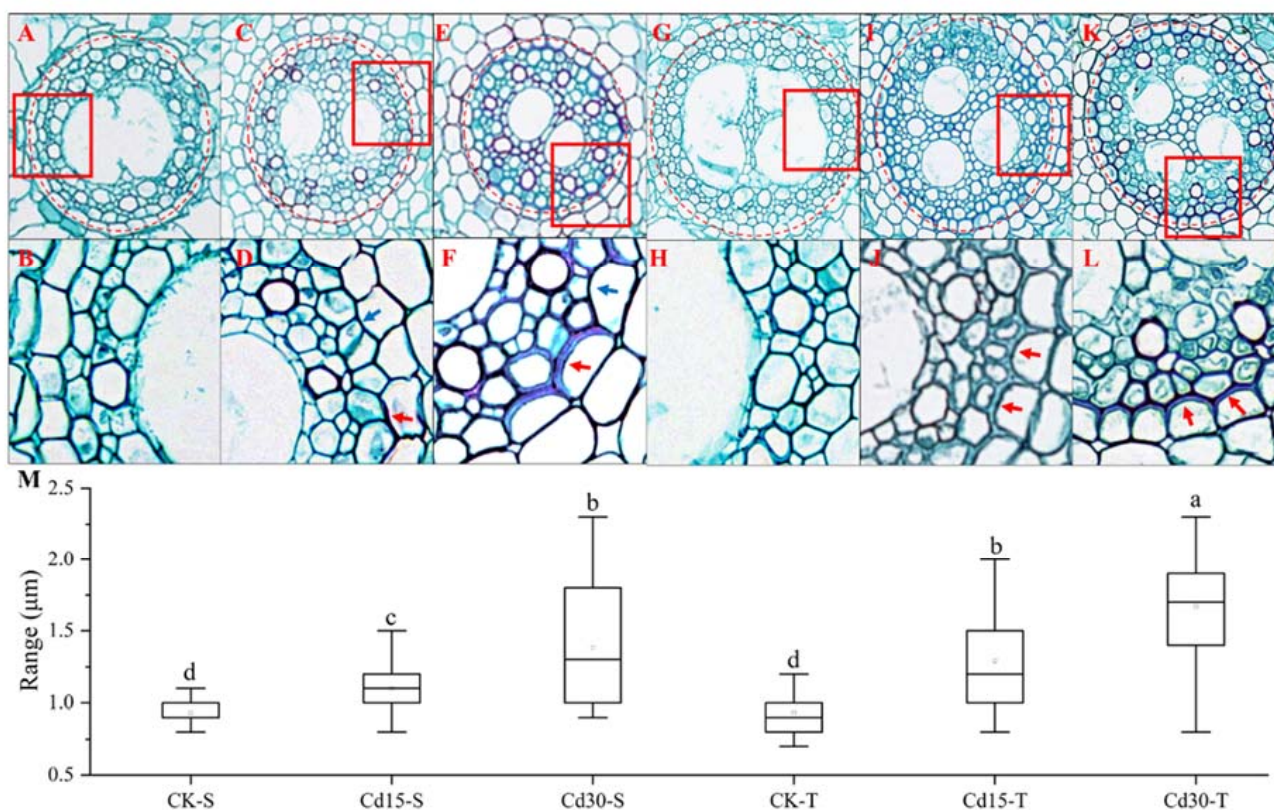 A C E G I K
B D F H J L
M
2.5
2.0
1.5
1.0
0.5
Range (μm)
d c b d b a
CK-S Cd15-S Cd30-S CK-T Cd15-T Cd30-T